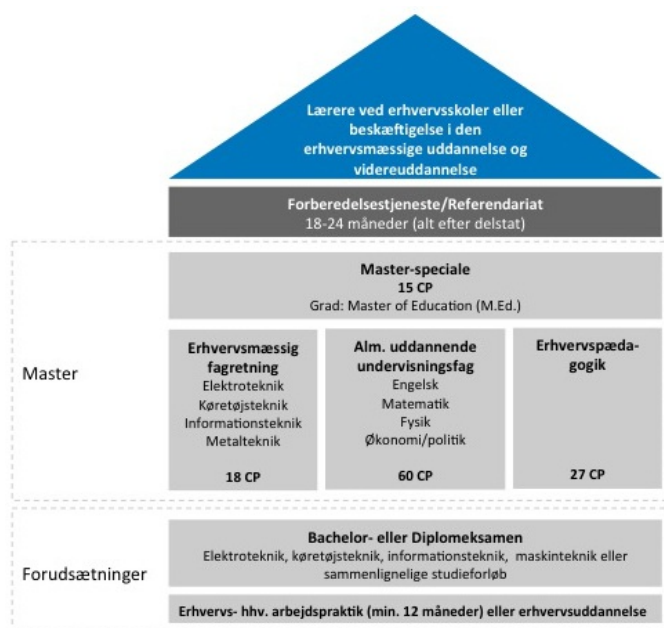 Lærere ved erhvervsskoler eller
beskæftigelse i den
erhvervsmæssige uddannelse og
videreuddannelse
Forberedelsestjeneste/Referendariat
18-24 måneder (alt efter delstat)
Master
Master-speciale
15 CP
Grad: Master of Education (M.Ed.)
Erhvervsmæssig
fagretning
Elektroteknik
Køretøjsteknik
Informationsteknik
Metalteknik
18 CP
Alm. uddannende
undervisningsfag
Engelsk
Matematik
Fysik
Økonomi/politik
60 CP
Erhvervspæda-
gogik
27 CP
Forudsætninger
Bachelor- eller Diplomeksamen
Elektroteknik, køretøjsteknik, informationsteknik, maskinteknik eller
sammenlignelige studieforløb
Erhvervs- hhv. arbejdspraktik (min. 12 måneder) eller erhvervsuddannelse